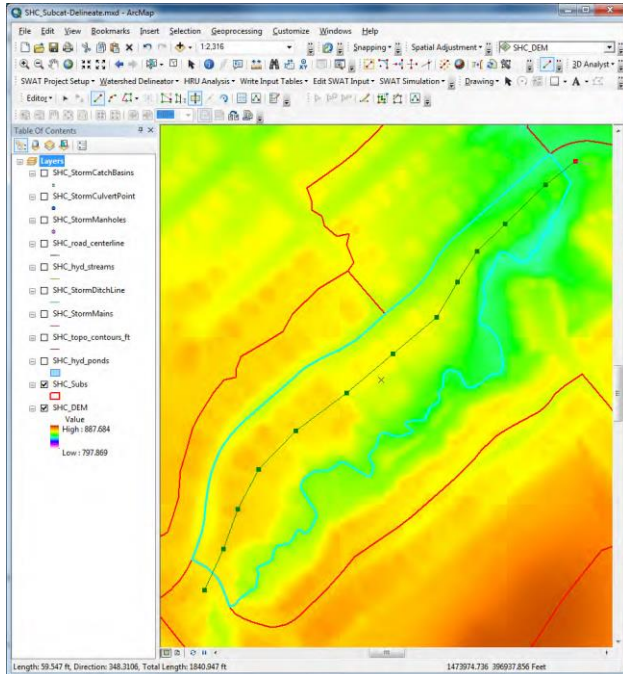 SHC_Subcat-Delineate.mxd - ArcMap
File Edit View Bookmarks Insert Selection Geoprocessing Customize Windows Help
1:2,316 Snapping Spatial Adjustment SHC_DEM
3D Analyst
SWAT Project Setup Watershed Delineator HRU Analysis Write Input Tables Edit SWAT Input SWAT Simulation Drawing A
Editor
Table Of Contents
Layers
SHC_StormCatchBasins
SHC_StormCulvertPoint
SHC_StormManholes
SHC_road_centerline
SHC_hyd_streams
SHC_StormDitchLine
SHC_StormMains
SHC_topo_contours_ft
SHC_hyd_ponds
SHC_Subs
SHC_DEM
Value
High : 887.684
Low : 797.869
Length: 59.547 ft, Direction: 348.3106, Total Length: 1840.947 ft 1473974.736 396937.856 Feet